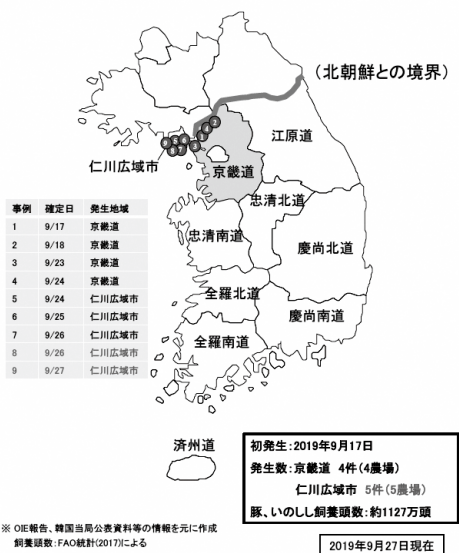 （北朝鮮との境界）
江原道
仁川広域市
京畿道
忠清北道
忠清南道
慶尚北道
全羅北道
慶尚南道
全羅南道
済州道
事例 確定日 発生地域
1 9/17 京畿道
2 9/18 京畿道
3 9/23 京畿道
4 9/24 京畿道
5 9/24 仁川広域市
6 9/25 仁川広域市
7 9/26 仁川広域市
8 9/26 仁川広域市
9 9/27 仁川広域市
初発生：2019年9月17日
発生数：京畿道 4件（4農場）
仁川広域市 5件（5農場）
豚、いのしし飼養頭数：約1127万頭
※ OIE報告、韓国当局公表資料等の情報を元に作成
飼養頭数：FAO統計(2017)による
2019年9月27日現在